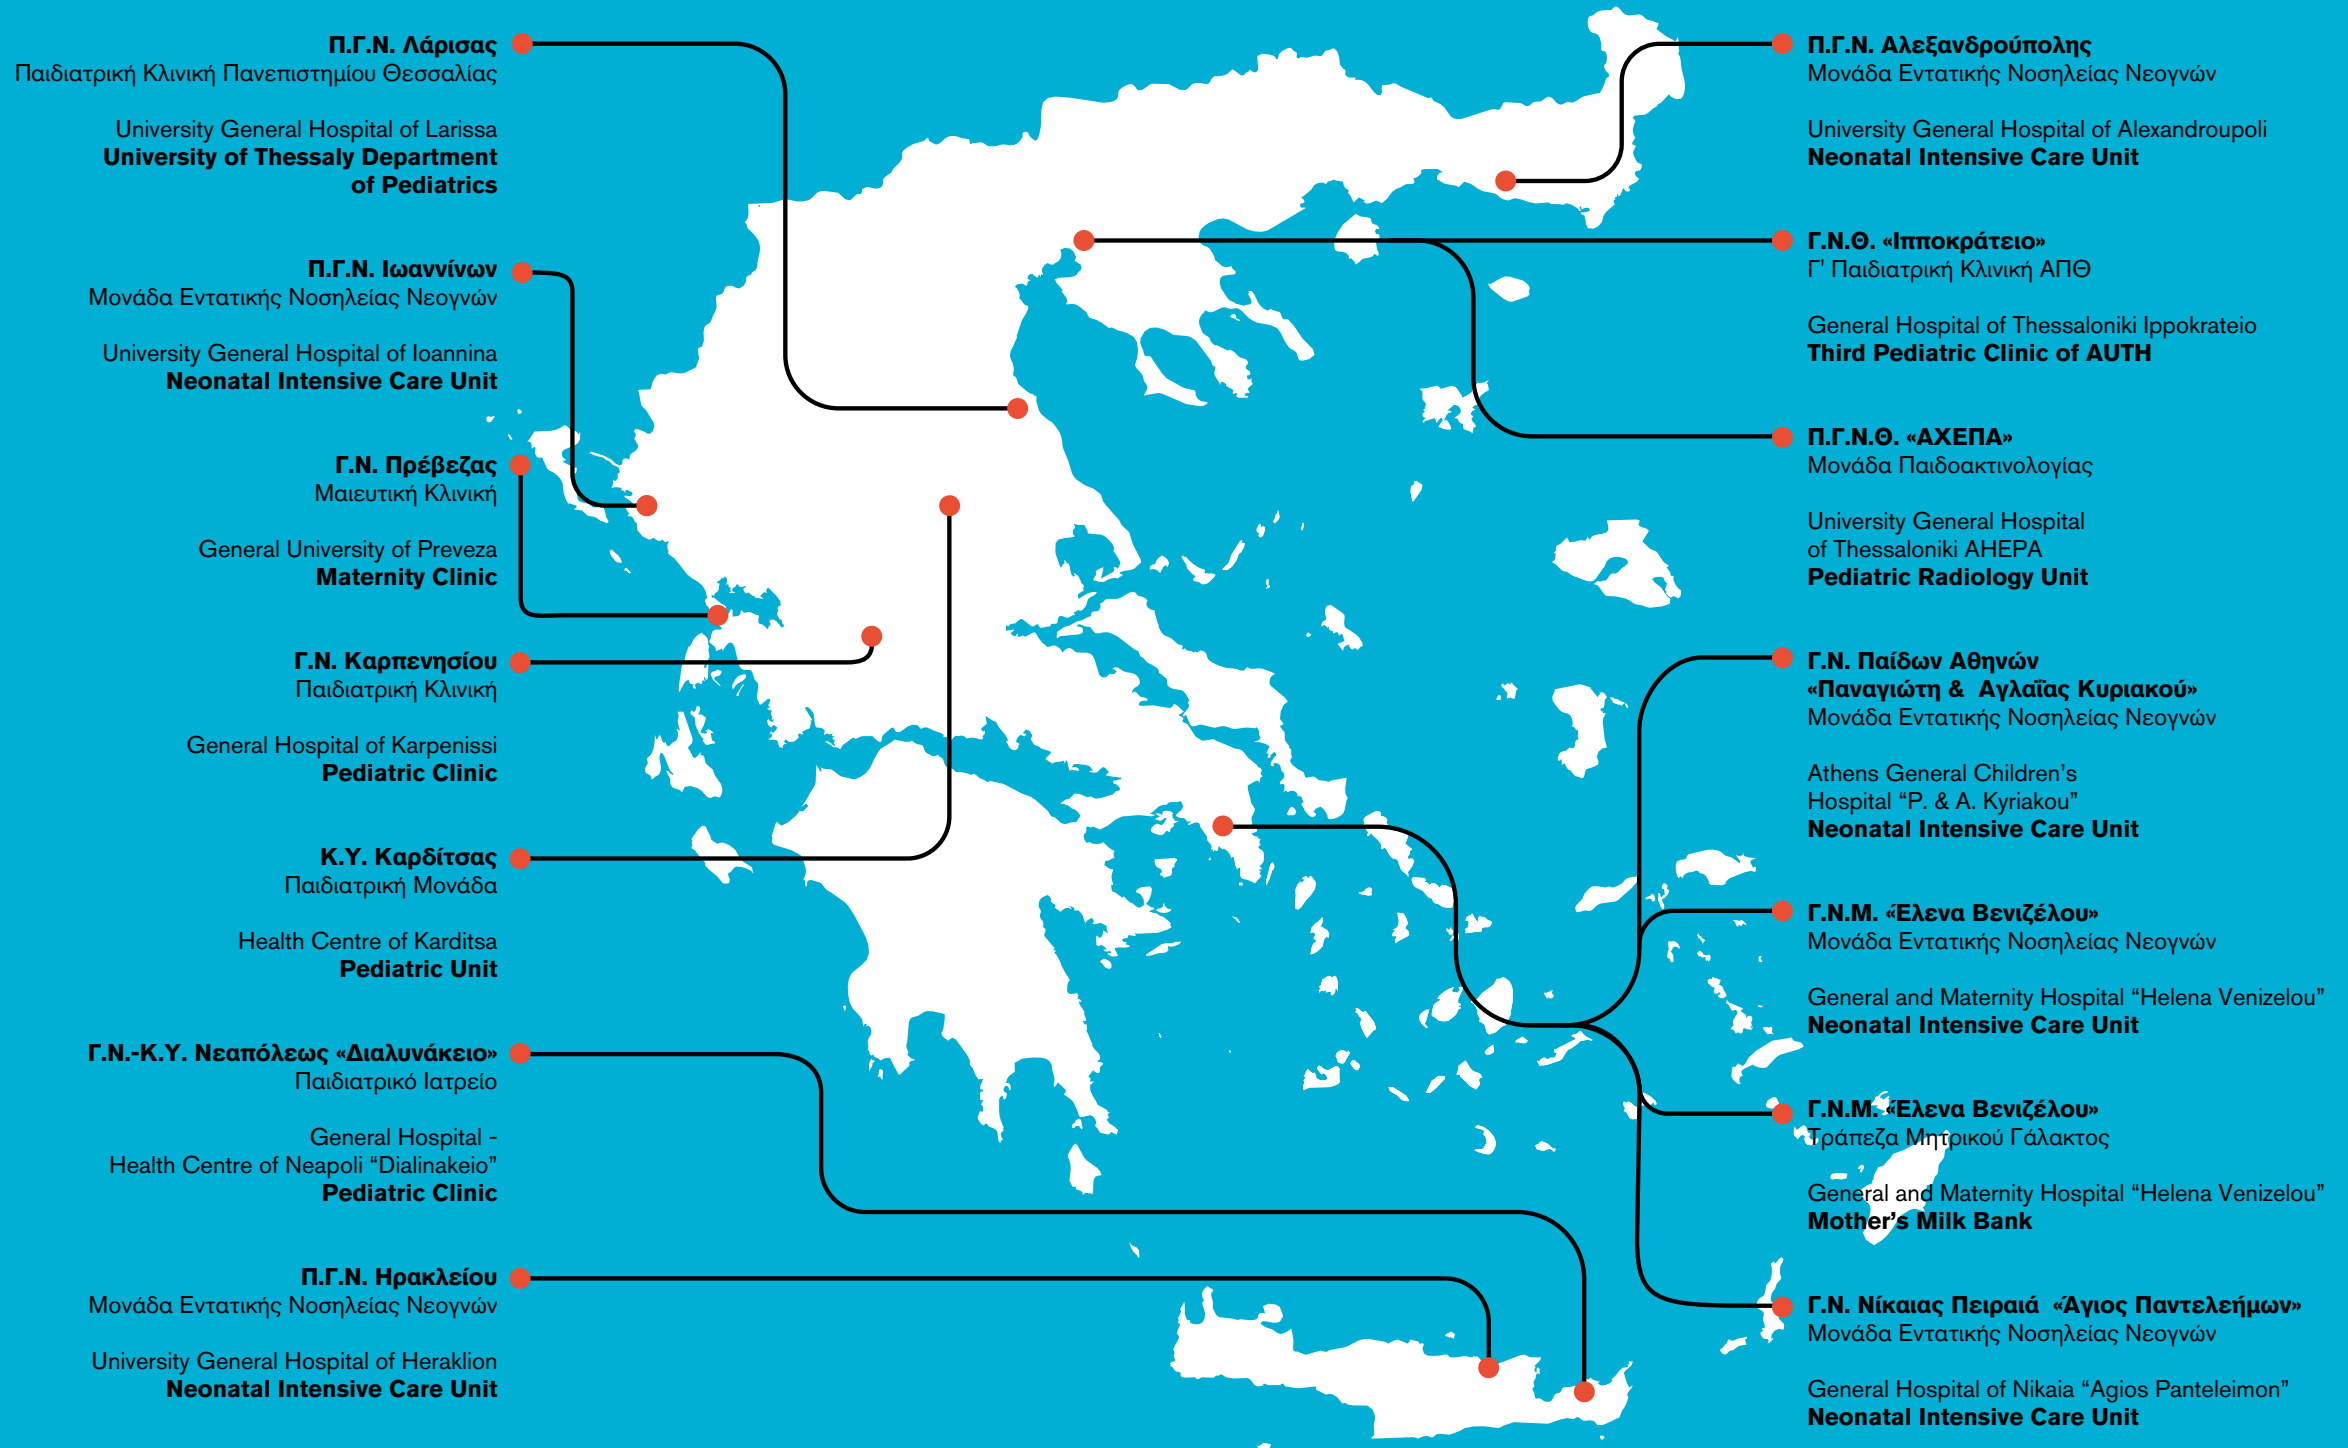 Π.Γ.Ν. Λάρισας
Παιδιατρική Κλινική Πανεπιστημίου Θεσσαλίας
University General Hospital of Larissa
University of Thessaly Department
of Pediatrics
Π.Γ.Ν. Ιωαννίνων
Μονάδα Εντατικής Νοσηλείας Νεογνών
University General Hospital of Ioannina
Neonatal Intensive Care Unit
Γ.Ν. Πρέβεζας
Μαιευτική Κλινική
General University of Preveza
Maternity Clinic
Γ.Ν. Καρπενησίου
Παιδιατρική Κλινική
General Hospital of Karpenissi
Pediatric Clinic
Κ.Υ. Καρδίτσας
Παιδιατρική Μονάδα
Health Centre of Karditsa
Pediatric Unit
Γ.Ν.-Κ.Υ. Νεαπόλεως «Διαλυνάκειο»
Παιδιατρικό Ιατρείο
General Hospital -
Health Centre of Neapoli “Dialinakeio”
Pediatric Clinic
Π.Γ.Ν. Ηρακλείου
Μονάδα Εντατικής Νοσηλείας Νεογνών
University General Hospital of Heraklion
Neonatal Intensive Care Unit
Π.Γ.Ν. Αλεξανδρούπολης
Μονάδα Εντατικής Νοσηλείας Νεογνών
University General Hospital of Alexandroupoli
Neonatal Intensive Care Unit
Γ.Ν.Θ. «Ιπποκράτειο»
Γ' Παιδιατρική Κλινική ΑΠΘ
General Hospital of Thessaloniki Ippokrateio
Third Pediatric Clinic of AUTH
Π.Γ.Ν.Θ. «ΑΧΕΠΑ»
Μονάδα Παιδοακτινολογίας
University General Hospital
of Thessaloniki AHEPA
Pediatric Radiology Unit
Γ.Ν. Παίδων Αθηνών
«Παναγιώτη & Αγλαΐας Κυριακού»
Μονάδα Εντατικής Νοσηλείας Νεογνών
Athens General Children’s
Hospital “P. & A. Kyriakou”
Neonatal Intensive Care Unit
Γ.Ν.Μ. «Έλενα Βενιζέλου»
Μονάδα Εντατικής Νοσηλείας Νεογνών
General and Maternity Hospital “Helena Venizelou”
Neonatal Intensive Care Unit
Γ.Ν.Μ. «Έλενα Βενιζέλου»
Τράπεζα Μητρικού Γάλακτος
General and Maternity Hospital “Helena Venizelou”
Mother’s Milk Bank
Γ.Ν. Νίκαιας Πειραιά «Άγιος Παντελεήμων»
Μονάδα Εντατικής Νοσηλείας Νεογνών
General Hospital of Nikaia “Agios Panteleimon”
Neonatal Intensive Care Unit